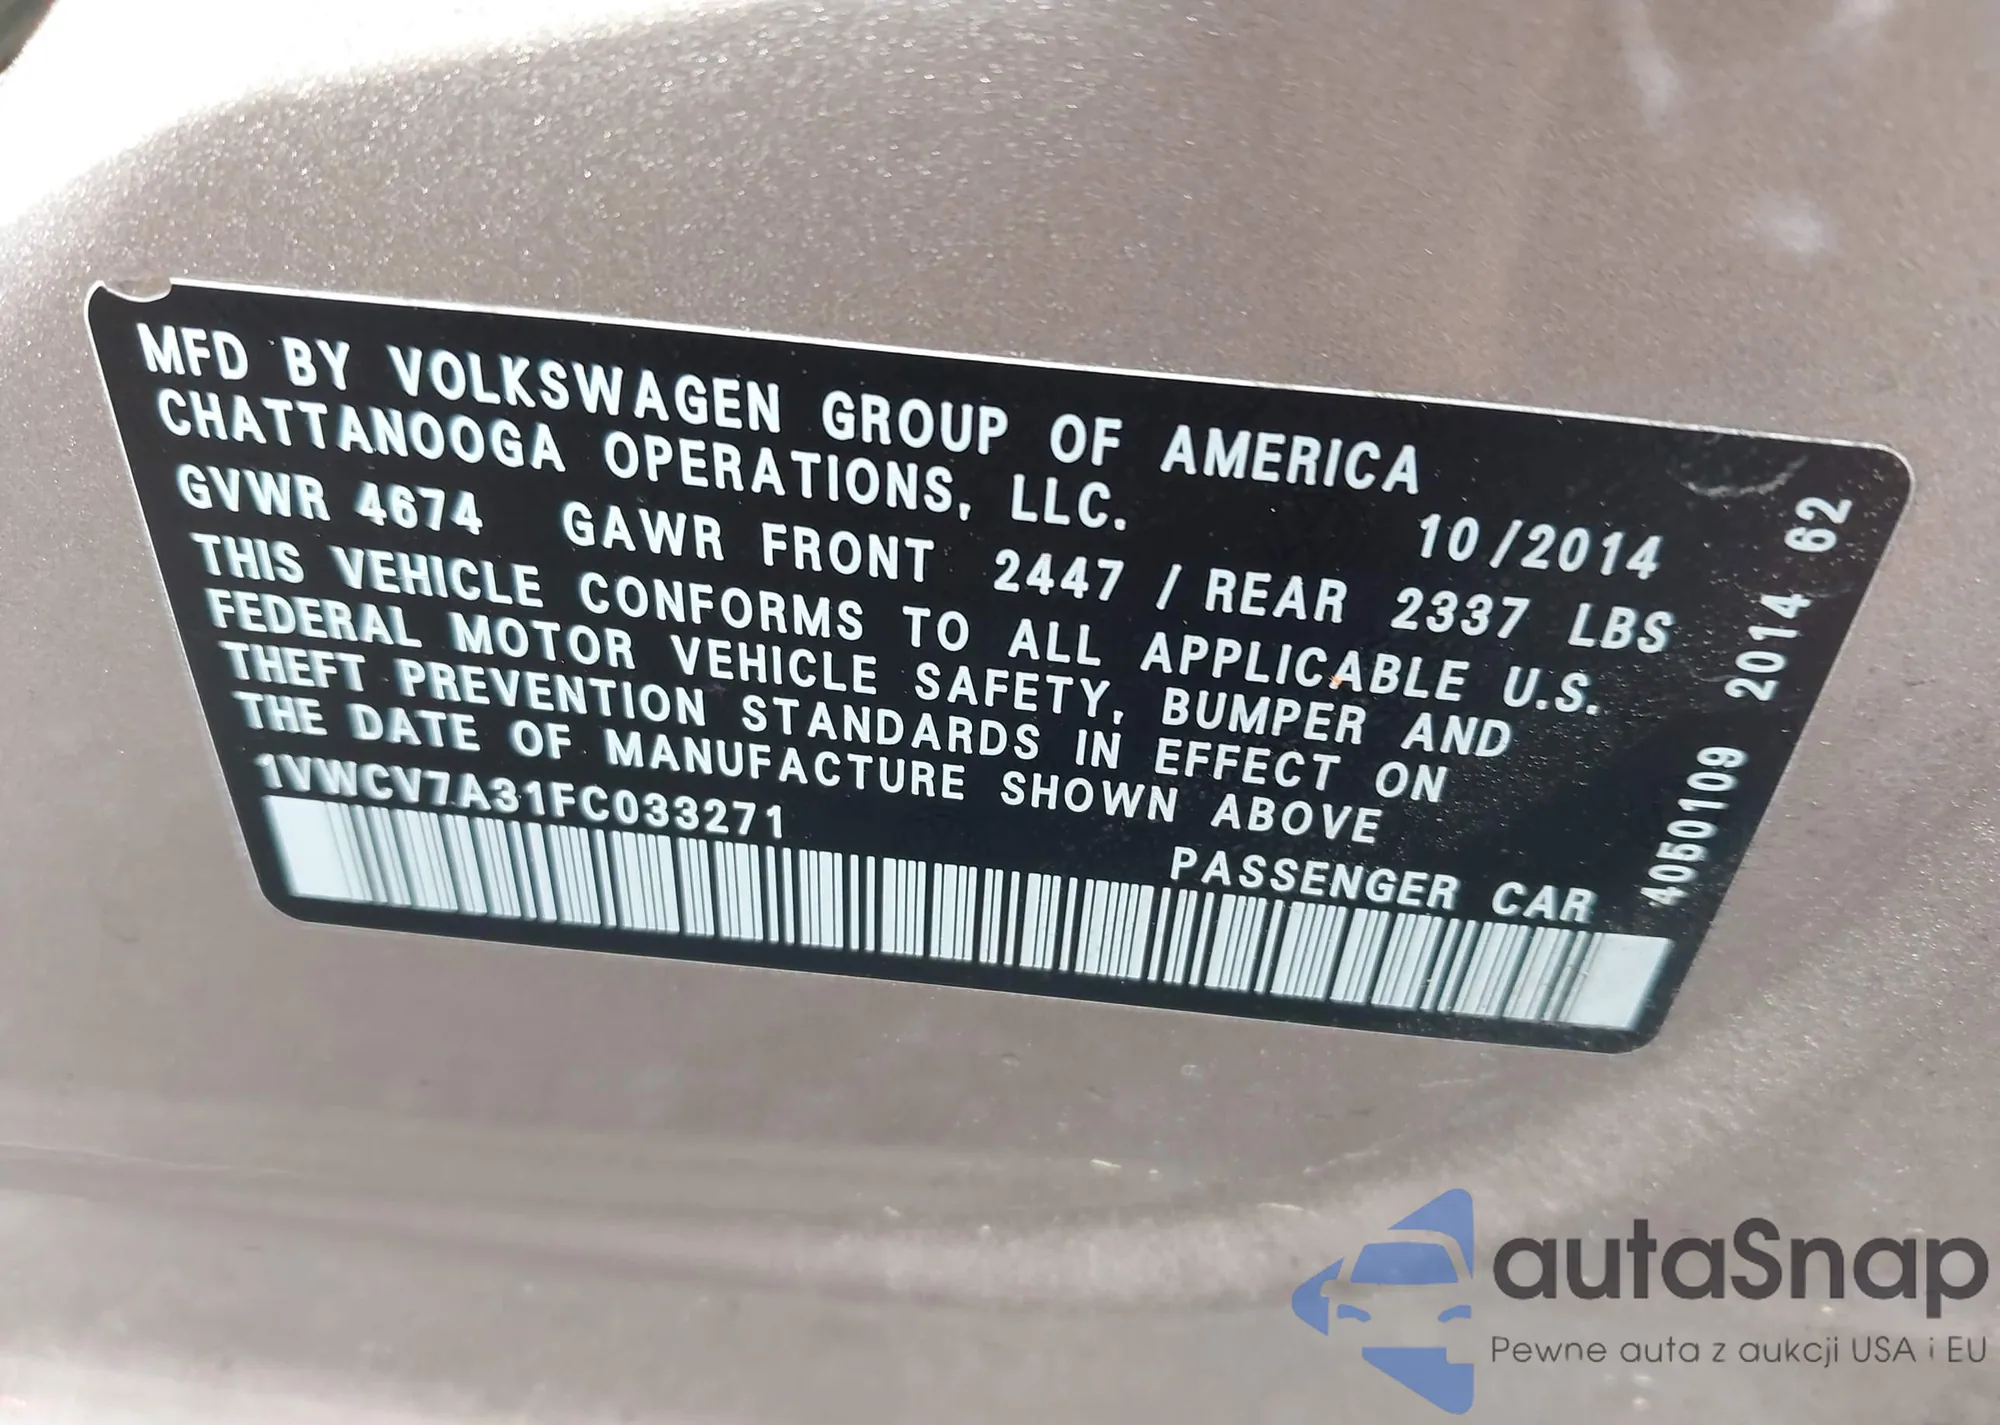 MFD BY VOLKSWAGEN GROUP OF AMERICA
CHATTANOOGA OPERATIONS, LLC.
10/2014
GVWR 4674 GAWR FRONT 2447 / REAR 2337 LBS
THIS VEHICLE CONFORMS TO ALL APPLICABLE U.S.
FEDERAL MOTOR VEHICLE SAFETY, BUMPER AND
THEFT PREVENTION STANDARDS IN EFFECT ON
THE DATE OF MANUFACTURE SHOWN ABOVE
1VWCV7A31FC033271
PASSENGER CAR
4050109 2014 62
autaSnap
Pewne auta z aukcji USA i EU